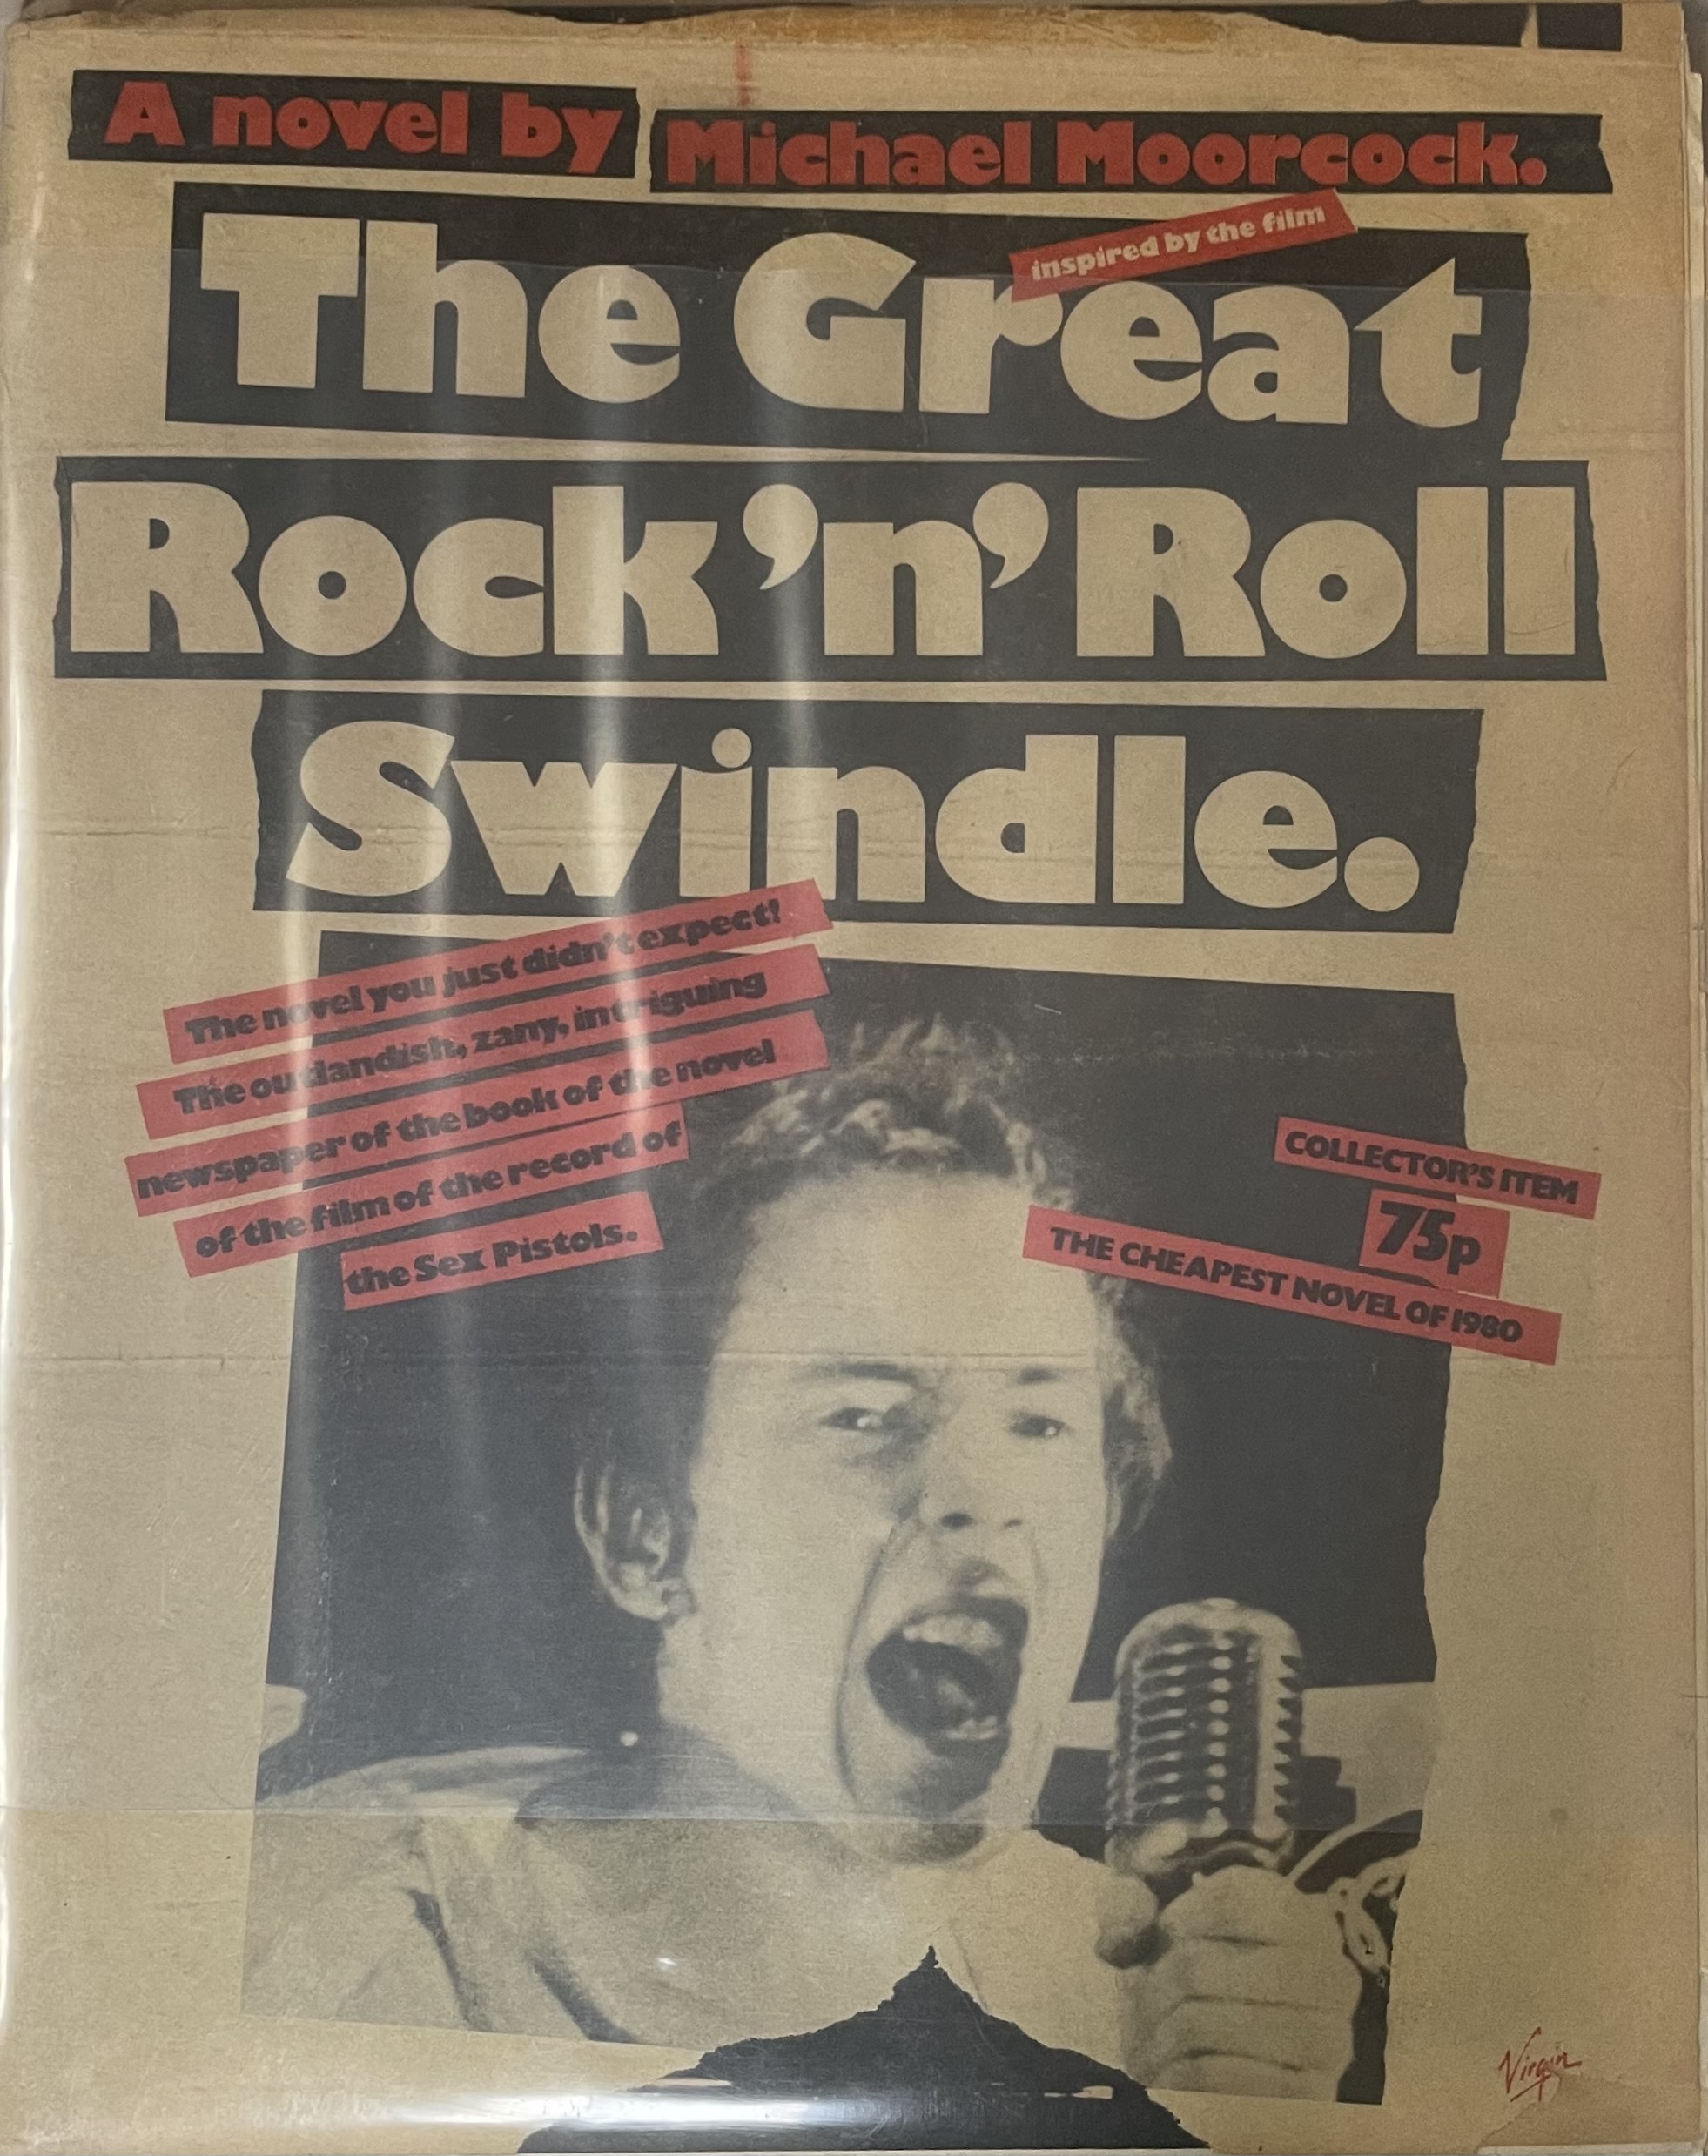 A novel by Michael Moorcock.
inspired by the film
The Great
Rock 'n' Roll
Swindle.
The novel you just didn't expect!
The outlandish, zany, intriguing
newspaper of the book of the novel
of the film of the record of
the Sex Pistols.
COLLECTOR'S ITEM
75p
THE CHEAPEST NOVEL OF 1980
Virgin